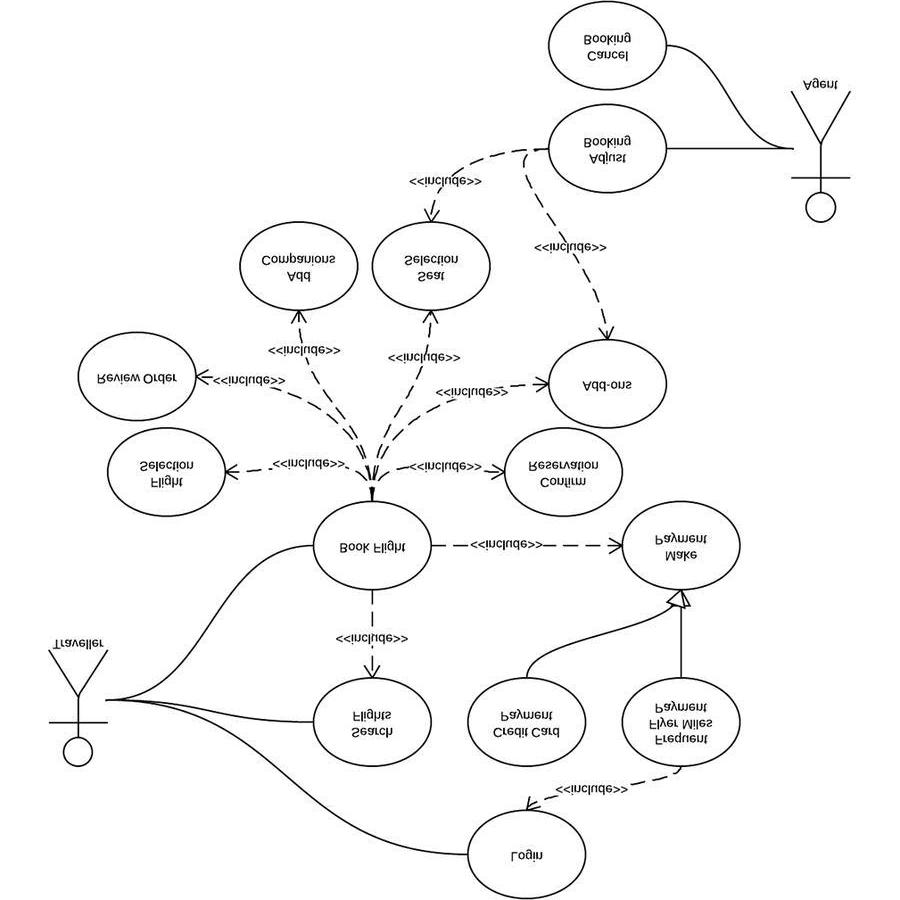 Login
<<include>>
Frequent
Flyer Miles
Payment
Credit Card
Payment
Search
Flights
Traveller
<<include>>
Make
Payment
<<include>>
Book Flight
Confirm
Reservation
<<include>>
<<include>>
Flight
Selection
Add-ons
<<include>>
<<include>>
Review Order
<<include>>
<<include>>
Seat
Selection
Add
Companions
<<include>>
<<include>>
Adjust
Booking
Agent
Cancel
Booking